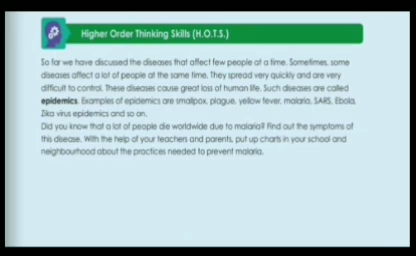 Higher Order Thinking Skills (H.O.T.S.)
So far we have discussed the diseases that affect few people at a time. Sometimes, some
diseases affect a lot of people at the same time. They spread very quickly and are very
difficult to control. These diseases cause great loss of human life. Such diseases are called
epidemics. Examples of epidemics are smallpox, plague, yellow fever, malaria, SARS, Ebola,
Zika virus epidemics and so on.
Did you know that a lot of people die worldwide due to malaria? Find out the symptoms of
this disease. With the help of your teachers and parents, put up charts in your school and
neighbourhood about the practices needed to prevent malaria.